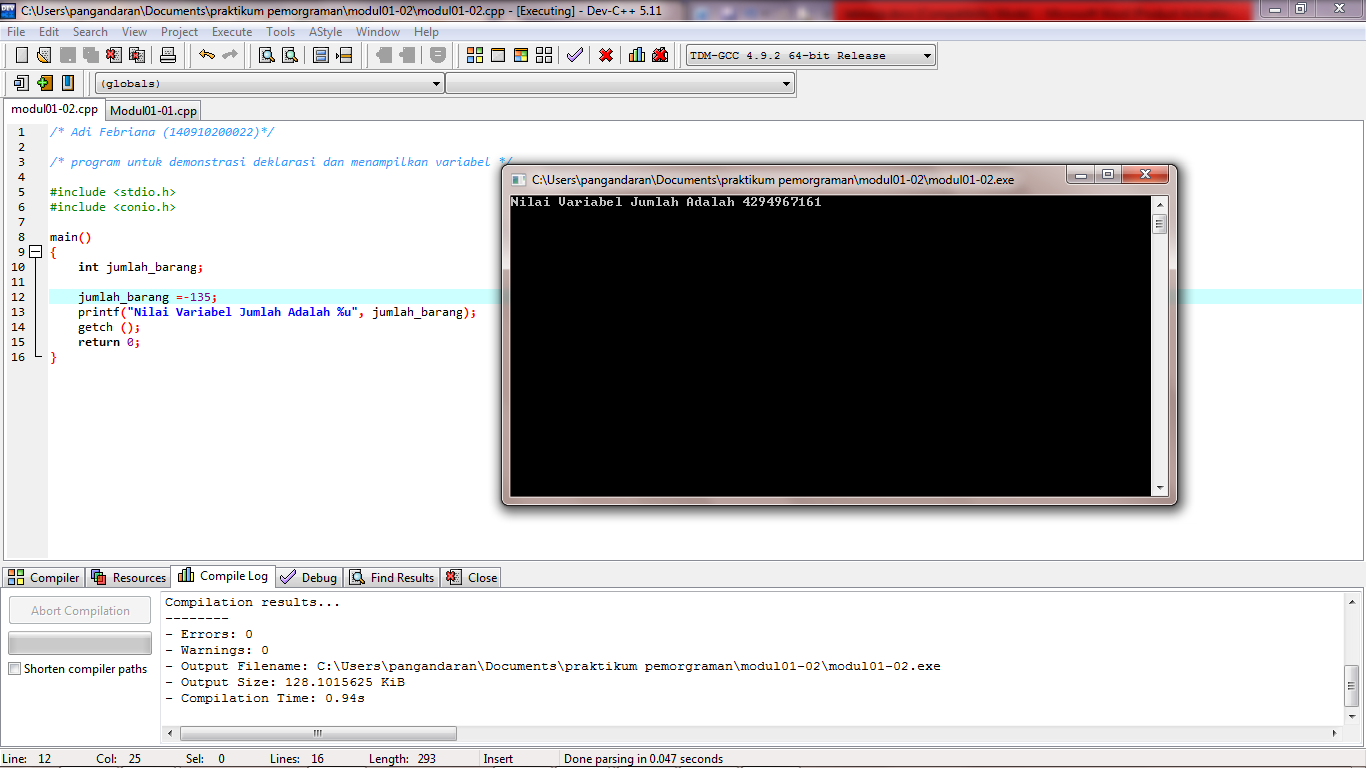 C:\Users\pangandaran\Documents\praktikum pemorgraman\modul01-02\modul01-02.cpp - [Executing] - Dev-C++ 5.11
File Edit Search View Project Execute Tools AStyle Window Help
TDM-GCC 4.9.2 64-bit Release
(globals)
modul01-02.cpp Modul01-01.cpp
1 /* Adi Febriana (140910200022)*/
2
3 /* program untuk demonstrasi deklarasi dan menampilkan variabel */
4
5 #include <stdio.h>
6 #include <conio.h>
7
8 main()
9 {
10 int jumlah_barang;
11
12 jumlah_barang =-135;
13 printf("Nilai Variabel Jumlah Adalah %u", jumlah_barang);
14 getch ();
15 return 0;
16 }
C:\Users\pangandaran\Documents\praktikum pemorgraman\modul01-02\modul01-02.exe
Nilai Variabel Jumlah Adalah 4294967161
Compiler Resources Compile Log Debug Find Results Close
Abort Compilation
Shorten compiler paths
Compilation results...
--------
- Errors: 0
- Warnings: 0
- Output Filename: C:\Users\pangandaran\Documents\praktikum pemorgraman\modul01-02\modul01-02.exe
- Output Size: 128.1015625 KiB
- Compilation Time: 0.94s
Line: 12 Col: 25 Sel: 0 Lines: 16 Length: 293 Insert Done parsing in 0.047 seconds